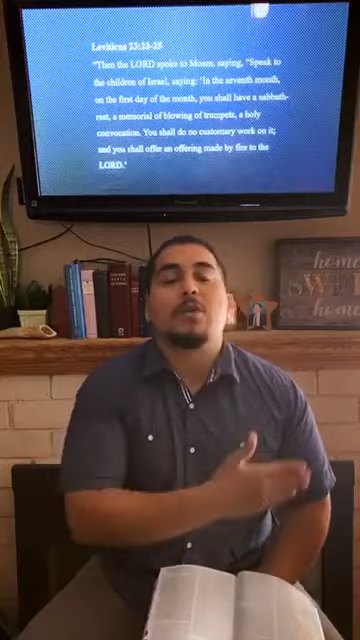 Leviticus 23:23-25
"Then the LORD spoke to Moses, saying, "Speak to
the children of Israel, saying: 'In the seventh month,
on the first day of the month, you shall have a sabbath-
rest, a memorial of blowing of trumpets, a holy
convocation. You shall do no customary work on it;
and you shall offer an offering made by fire to the
LORD.'
home
SWEET
home